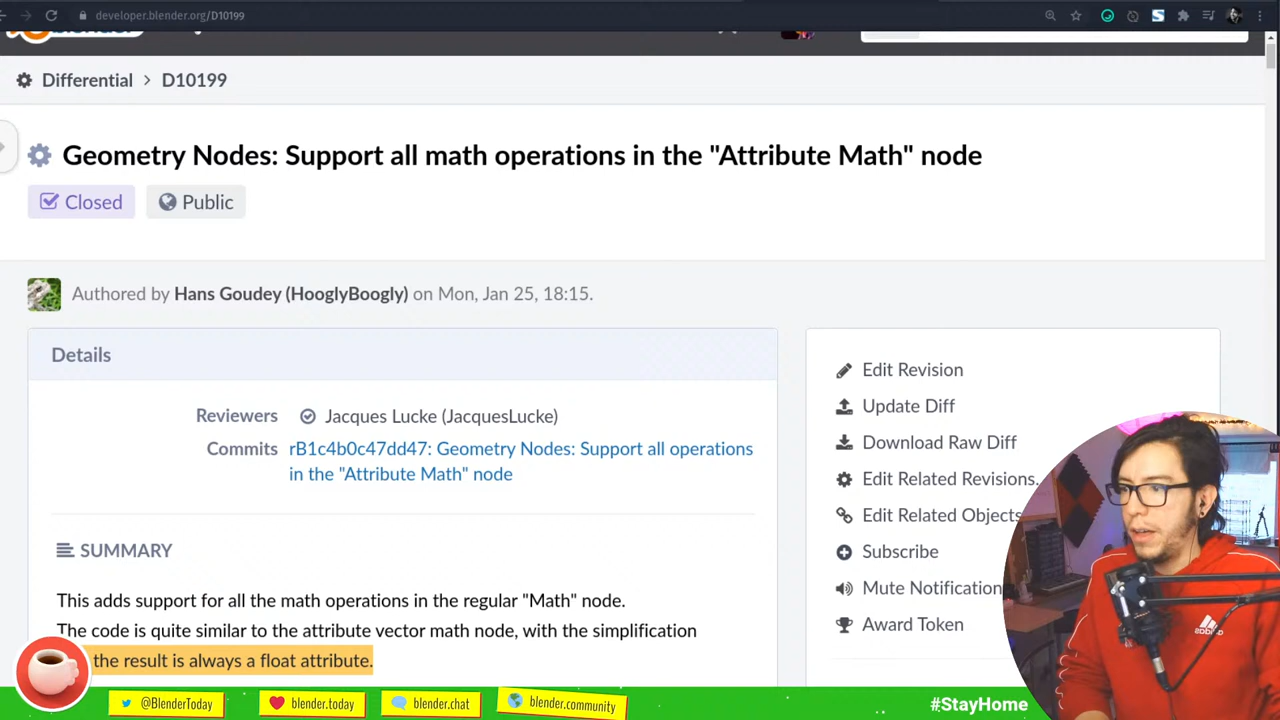 developer.blender.org/D10199
Differential > D10199
Geometry Nodes: Support all math operations in the "Attribute Math" node
Closed Public
Authored by Hans Goudey (HooglyBoogly) on Mon, Jan 25, 18:15.
Details
Reviewers Jacques Lucke (JacquesLucke)
Commits rB1c4b0c47dd47: Geometry Nodes: Support all operations
in the "Attribute Math" node
SUMMARY
This adds support for all the math operations in the regular "Math" node.
The code is quite similar to the attribute vector math node, with the simplification
the result is always a float attribute.
Edit Revision
Update Diff
Download Raw Diff
Edit Related Revisions.
Edit Related Objects
Subscribe
Mute Notification
Award Token
adidas
@BlenderToday
blender.today
blender.chat
blender.community
#StayHome